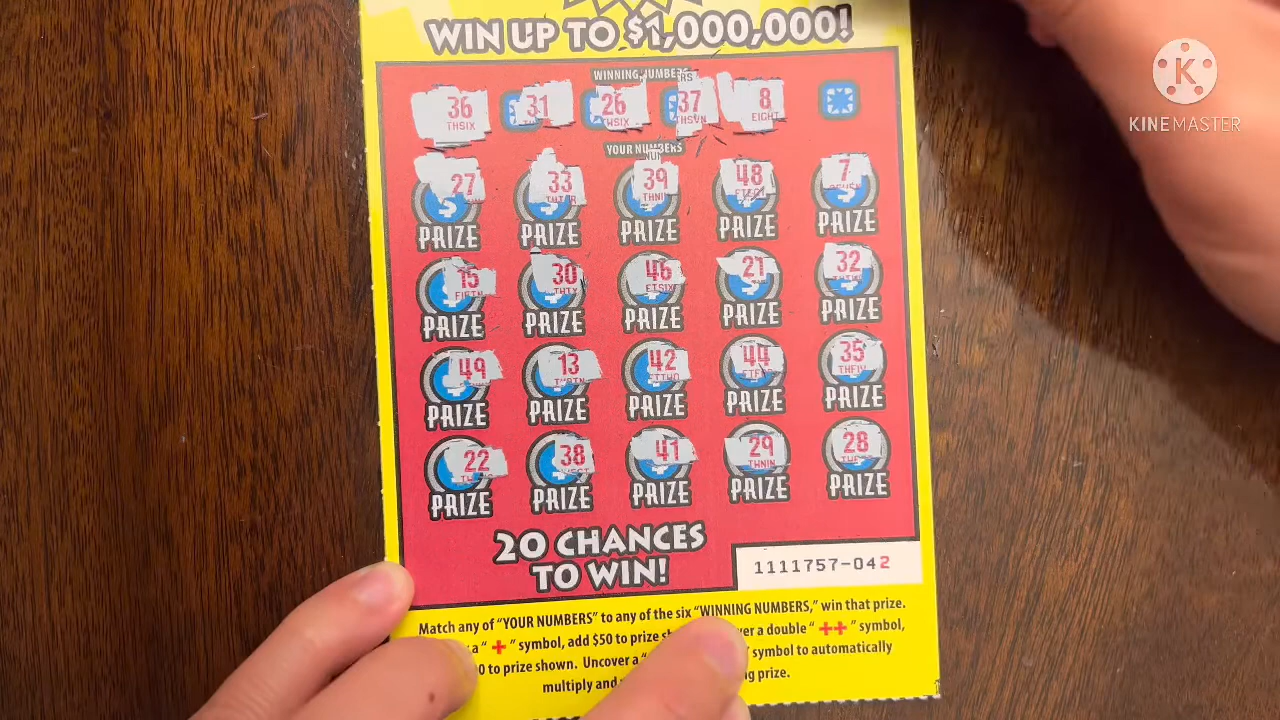 WIN UP TO $1,000,000!
K
KINEMASTER
WINNING NUMBERS
36 31 26 37 8
THSIX THSIX THSVN EIGHT
YOUR NUMBERS
27 33 39 48 7
PRIZE PRIZE PRIZE PRIZE PRIZE
15 30 46 21 32
PRIZE PRIZE PRIZE PRIZE PRIZE
49 13 42 44 35
PRIZE PRIZE PRIZE PRIZE PRIZE
22 38 41 29 28
PRIZE PRIZE PRIZE PRIZE PRIZE
20 CHANCES
TO WIN!
1111757-042
Match any of "YOUR NUMBERS" to any of the six "WINNING NUMBERS," win that prize.
a "+" symbol, add $50 to prize a double "++" symbol,
0 to prize shown. Uncover a symbol to automatically
multiply and prize.